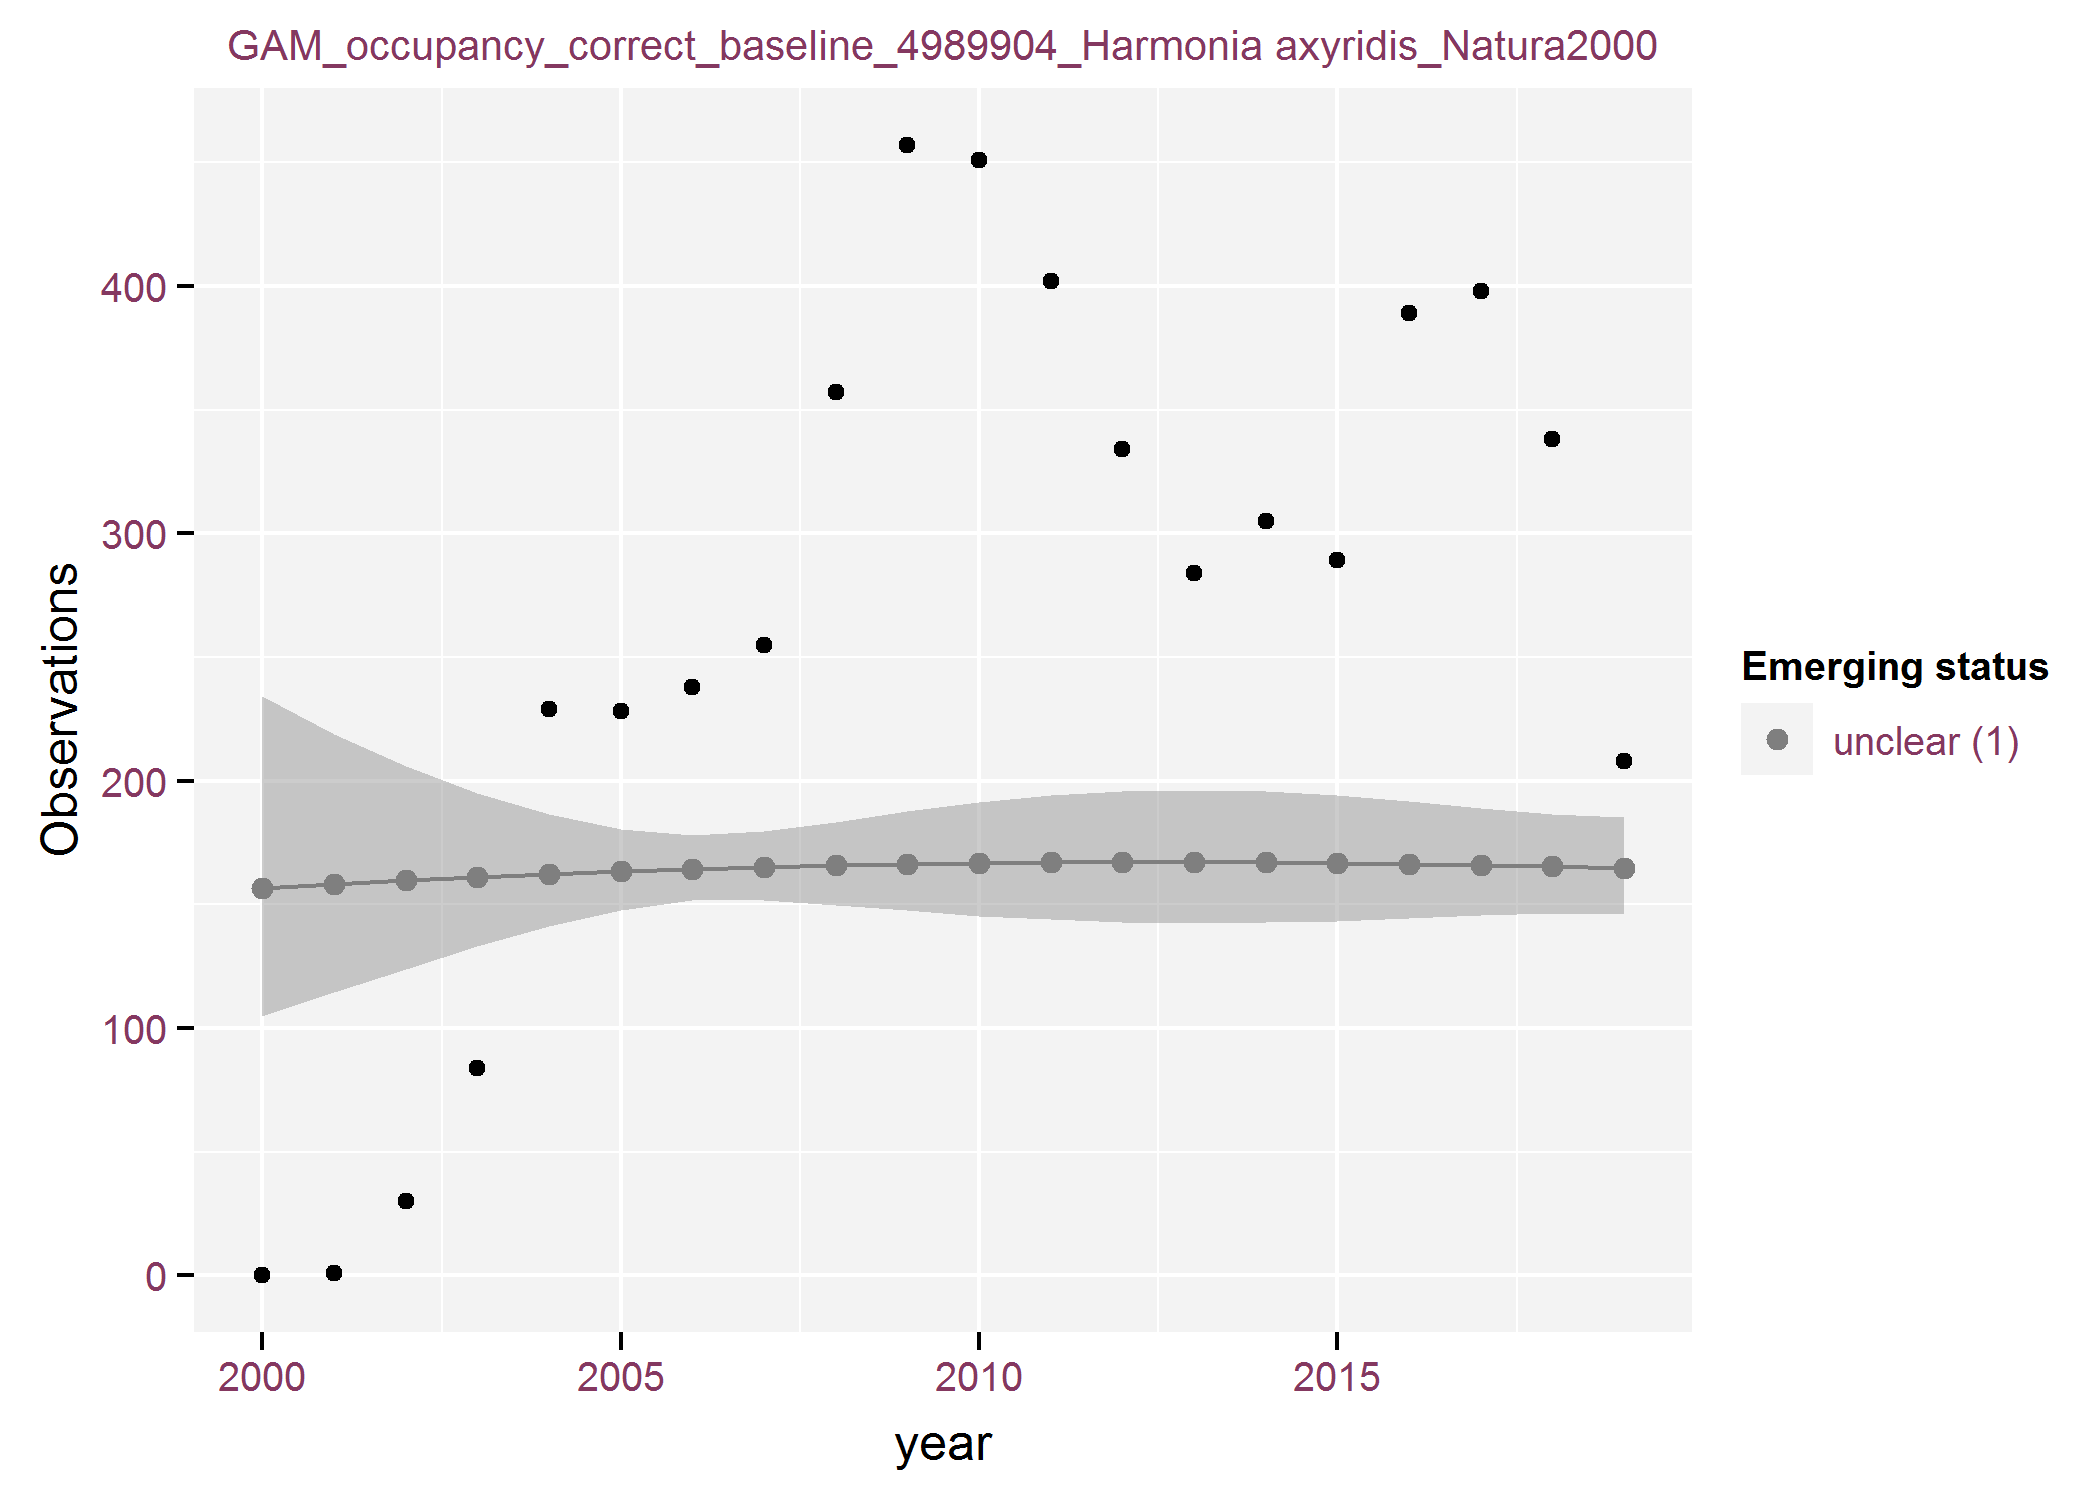 GAM_occupancy_correct_baseline_4989904_Harmonia axyridis_Natura2000
Observations
400
300
200
100
0
2000
2005
2010
2015
year
Emerging status
unclear (1)